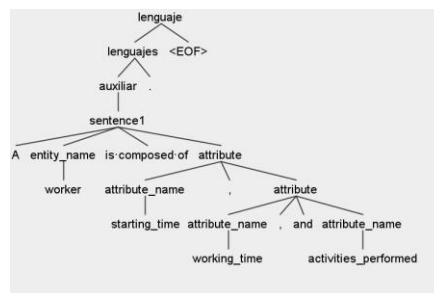 lenguaje
lenguajes <EOF>
auxiliar .
sentence1
A entity_name is·composed·of attribute
worker attribute_name , attribute
starting_time attribute_name , and attribute_name
working_time activities_performed